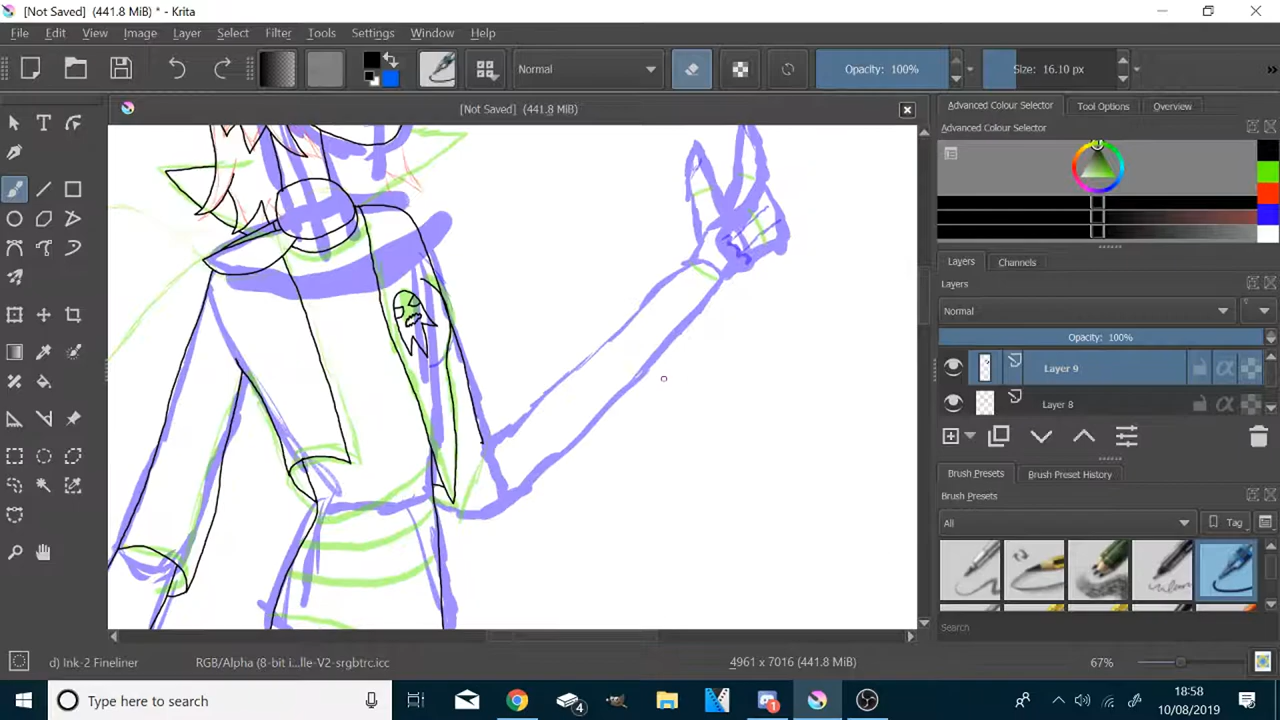 [Not Saved] (441.8 MiB) * - Krita
File Edit View Image Layer Select Filter Tools Settings Window Help
Normal
Opacity: 100%
Size: 16.10 px
[Not Saved] (441.8 MiB)
Advanced Colour Selector Tool Options Overview
Advanced Colour Selector
Layers Channels
Layers
Normal
Opacity: 100%
Layer 9
Layer 8
Brush Presets Brush Preset History
Brush Presets
All
Tag
Search
d) Ink-2 Fineliner
RGB/Alpha (8-bit i...lle-V2-srgbtrc.icc
4961 x 7016 (441.8 MiB)
67%
Type here to search
4
1
18:58
10/08/2019